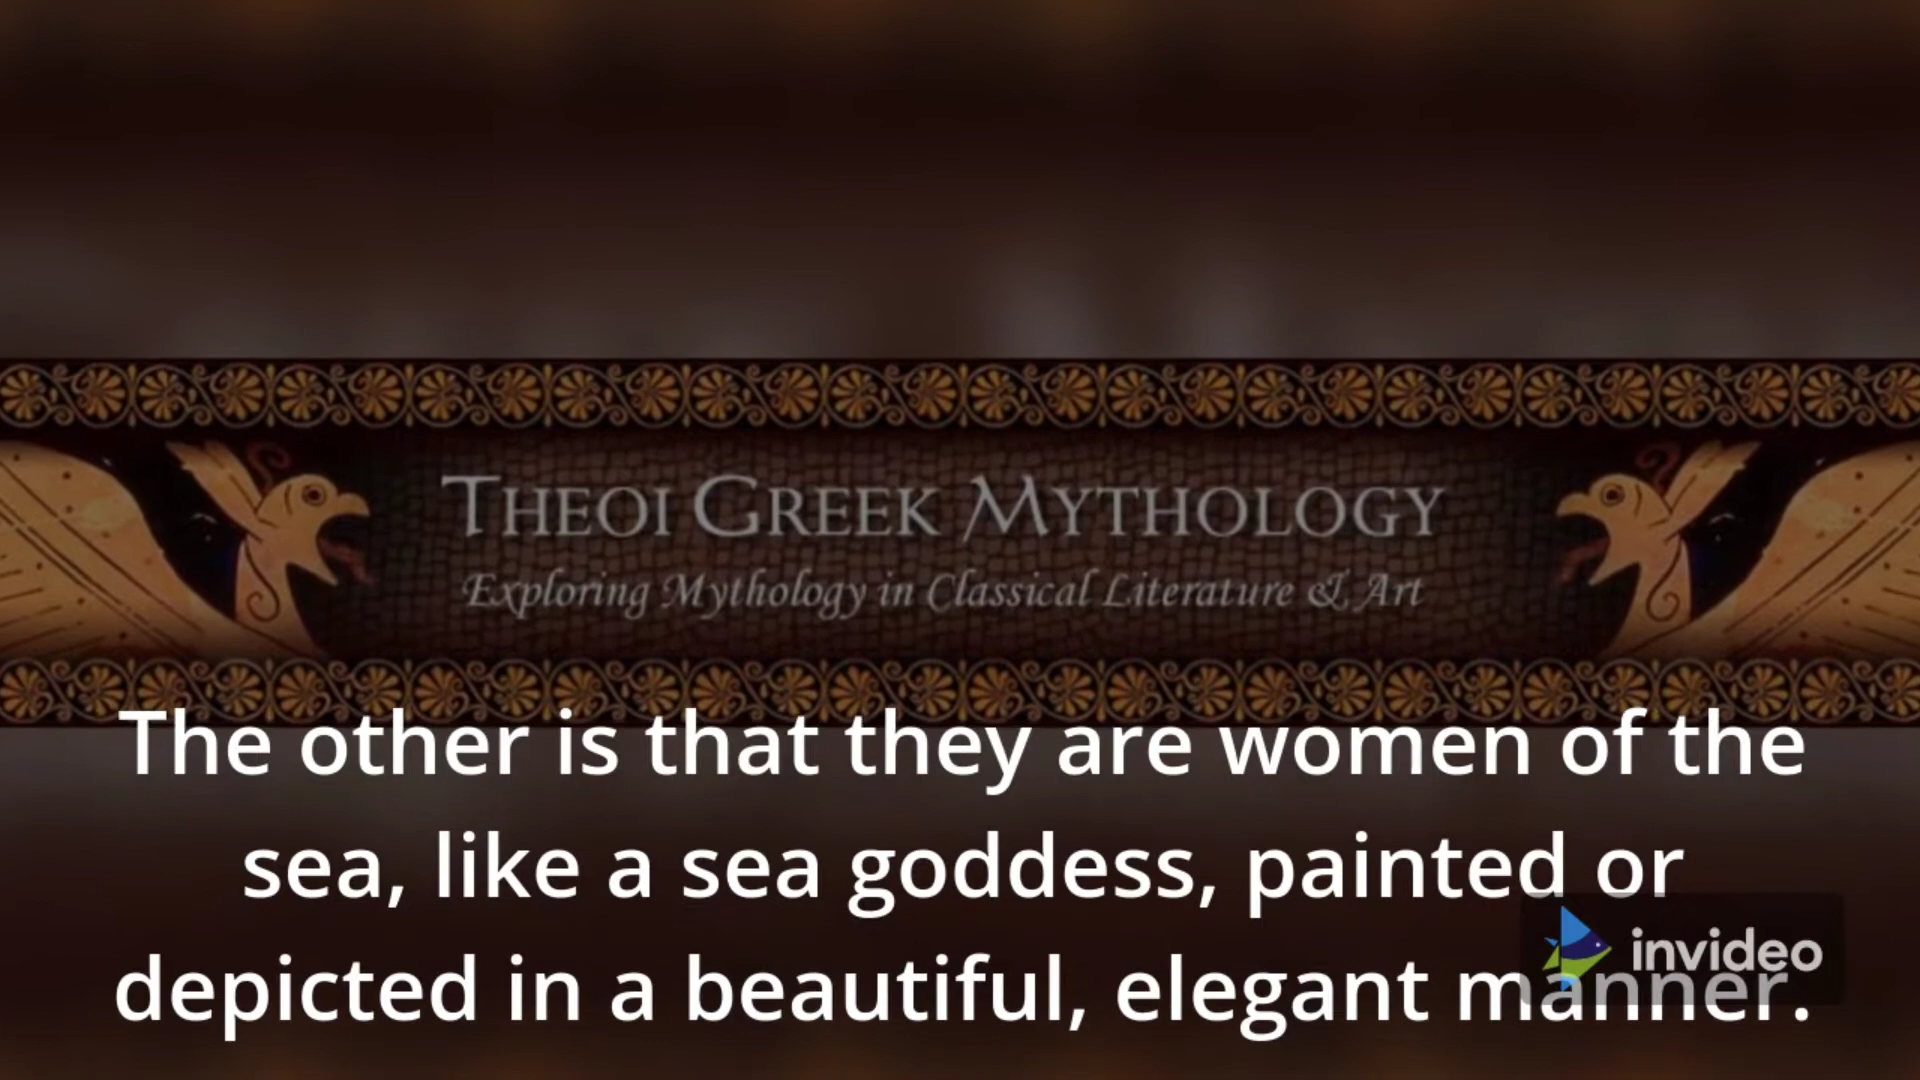 THEOI GREEK MYTHOLOGY
Exploring Mythology in Classical Literature & Art
The other is that they are women of the
sea, like a sea goddess, painted or
depicted in a beautiful, elegant manner.
invideo